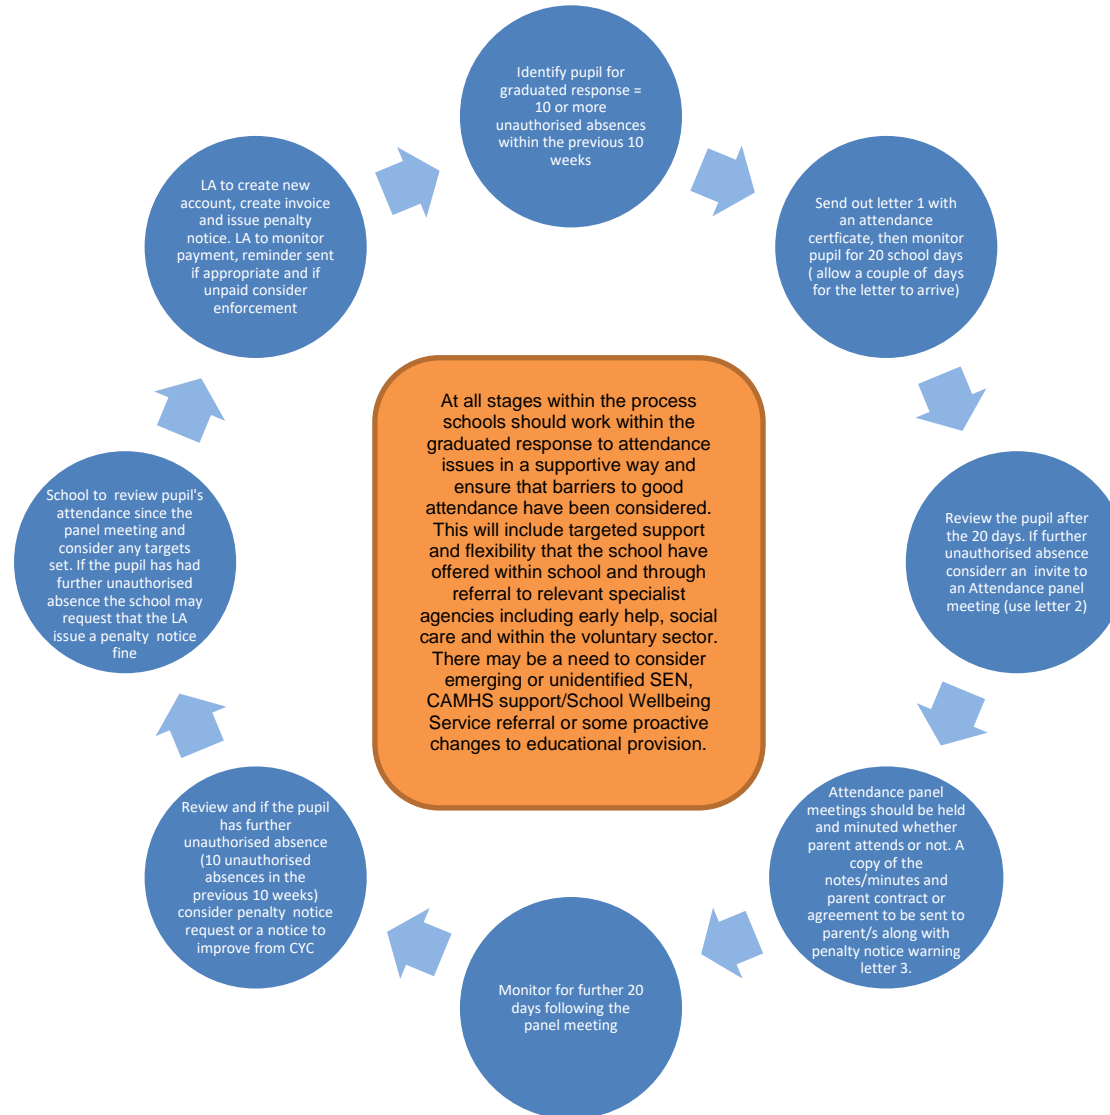 Identify pupil for
graduated response =
10 or more
unauthorised absences
within the previous 10
weeks
Send out letter 1 with
an attendance
certficate, then monitor
pupil for 20 school days
( allow a couple of days
for the letter to arrive)
Review the pupil after
the 20 days. If further
unauthorised absence
considerr an invite to
an Attendance panel
meeting (use letter 2)
Attendance panel
meetings should be held
and minuted whether
parent attends or not. A
copy of the
notes/minutes and
parent contract or
agreement to be sent to
parent/s along with
penalty notice warning
letter 3.
Monitor for further 20
days following the
panel meeting
Review and if the pupil
has further
unauthorised absence
(10 unauthorised
absences in the
previous 10 weeks)
consider penalty notice
request or a notice to
improve from CYC
School to review pupil's
attendance since the
panel meeting and
consider any targets
set. If the pupil has had
further unauthorised
absence the school may
request that the LA
issue a penalty notice
fine
LA to create new
account, create invoice
and issue penalty
notice. LA to monitor
payment, reminder sent
if appropriate and if
unpaid consider
enforcement
At all stages within the process
schools should work within the
graduated response to attendance
issues in a supportive way and
ensure that barriers to good
attendance have been considered.
This will include targeted support
and flexibility that the school have
offered within school and through
referral to relevant specialist
agencies including early help, social
care and within the voluntary sector.
There may be a need to consider
emerging or unidentified SEN,
CAMHS support/School Wellbeing
Service referral or some proactive
changes to educational provision.